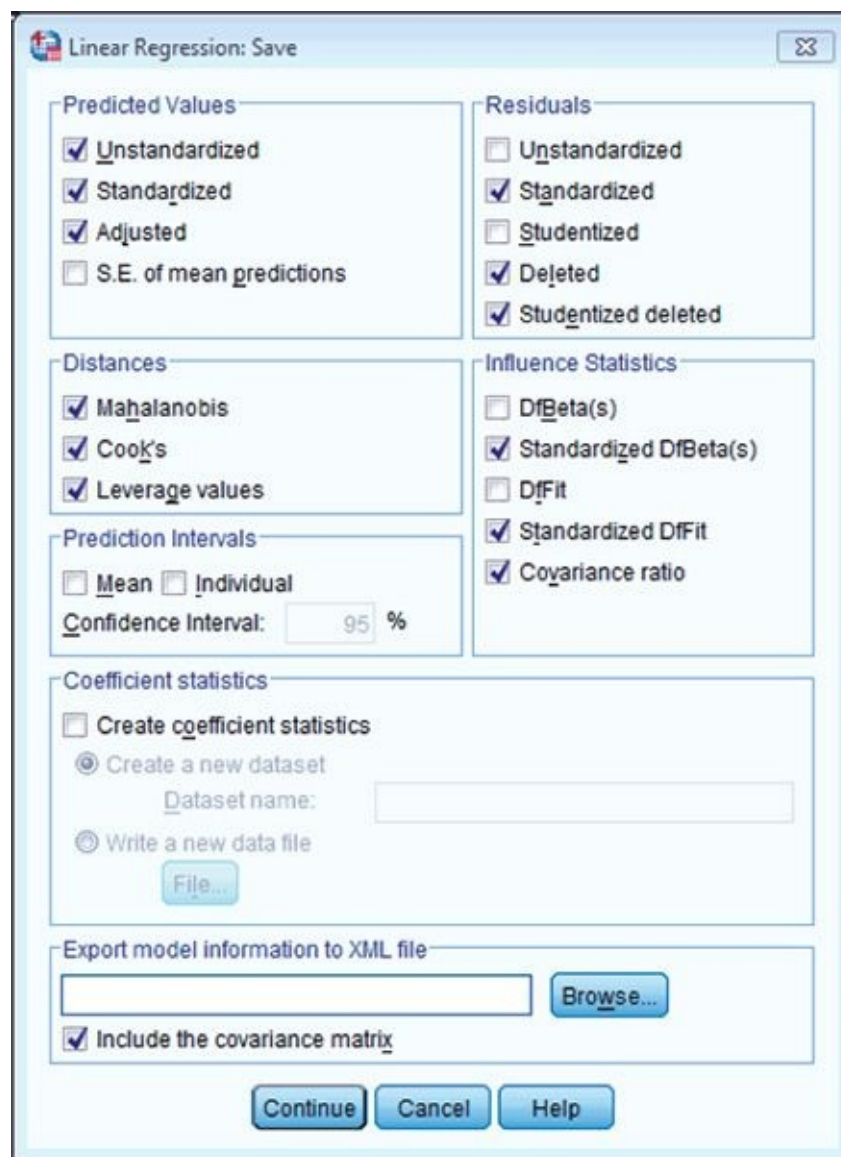 Linear Regression: Save
Predicted Values
Unstandardized
Standardized
Adjusted
S.E. of mean predictions
Residuals
Unstandardized
Standardized
Studentized
Deleted
Studentized deleted
Distances
Mahalanobis
Cook's
Leverage values
Influence Statistics
DfBeta(s)
Standardized DfBeta(s)
DfFit
Standardized DfFit
Covariance ratio
Prediction Intervals
Mean Individual
Confidence Interval: 95 %
Coefficient statistics
Create coefficient statistics
Create a new dataset
Dataset name:
Write a new data file
File...
Export model information to XML file
Browse...
Include the covariance matrix
Continue Cancel Help